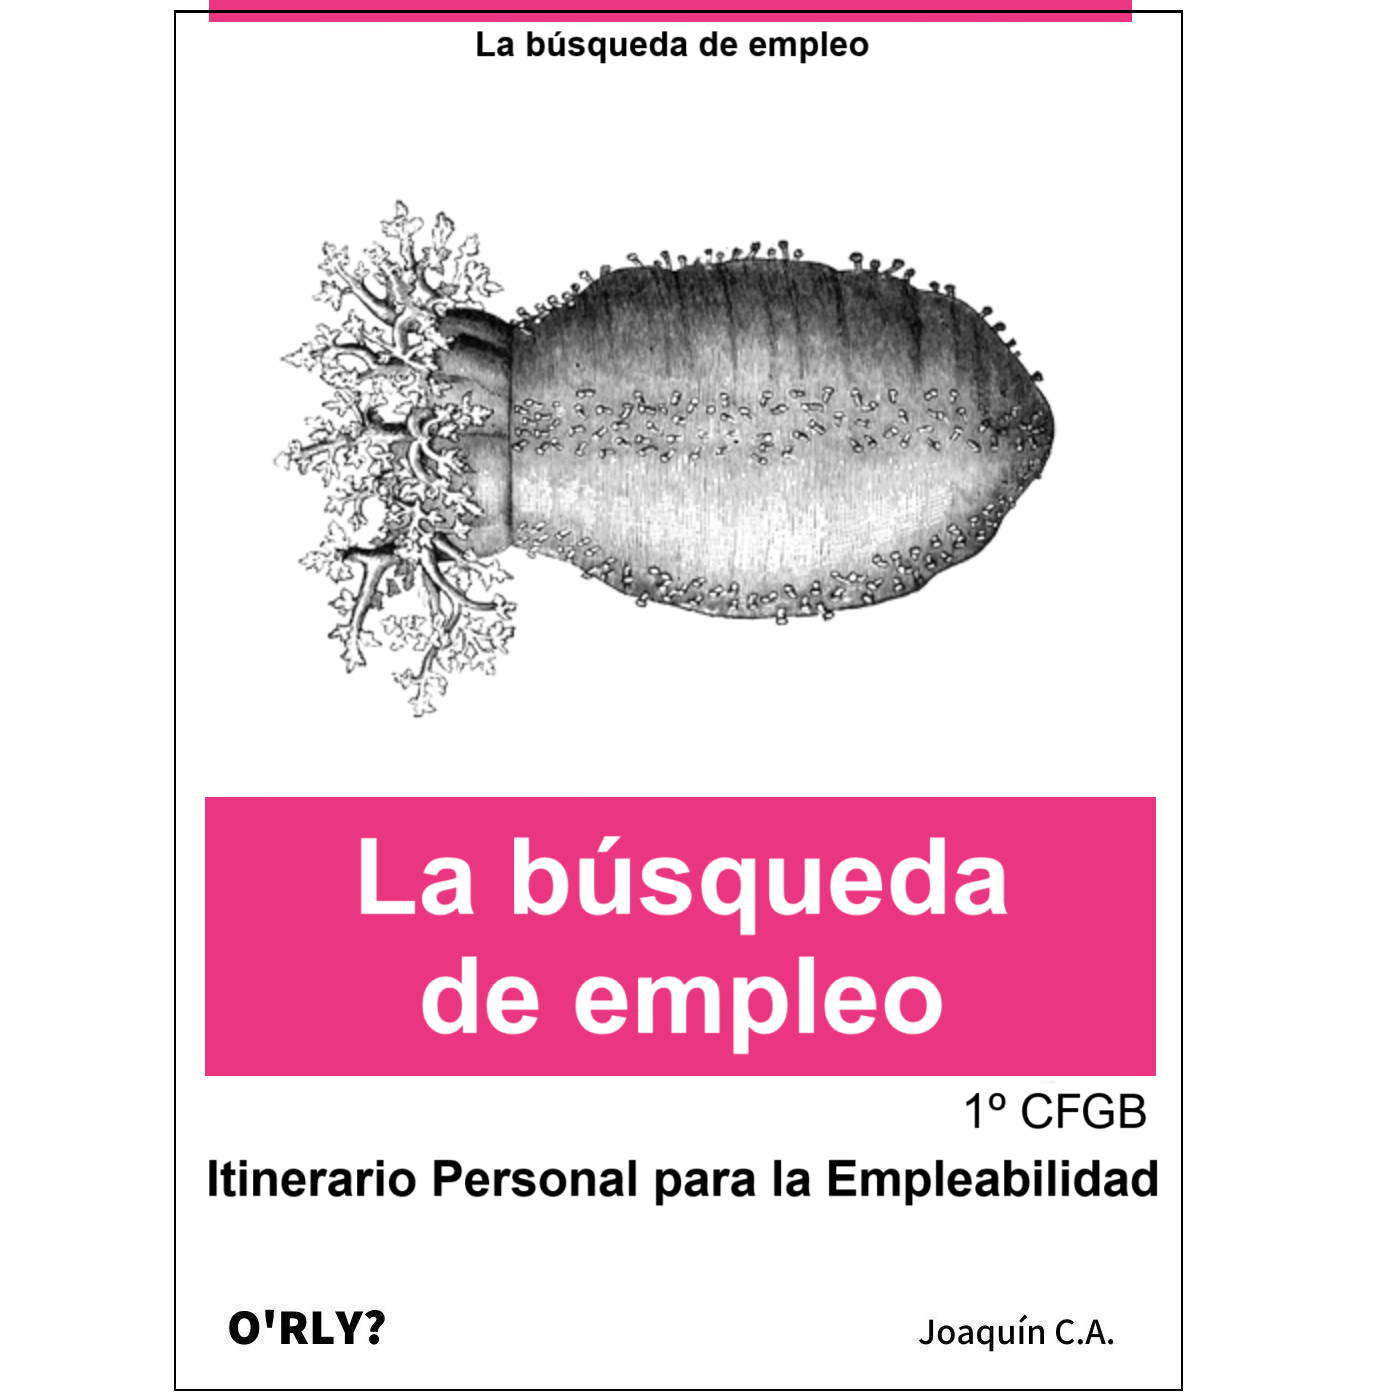 La búsqueda de empleo
La búsqueda
de empleo
1º CFGB
Itinerario Personal para la Empleabilidad
O'RLY?
Joaquín C.A.